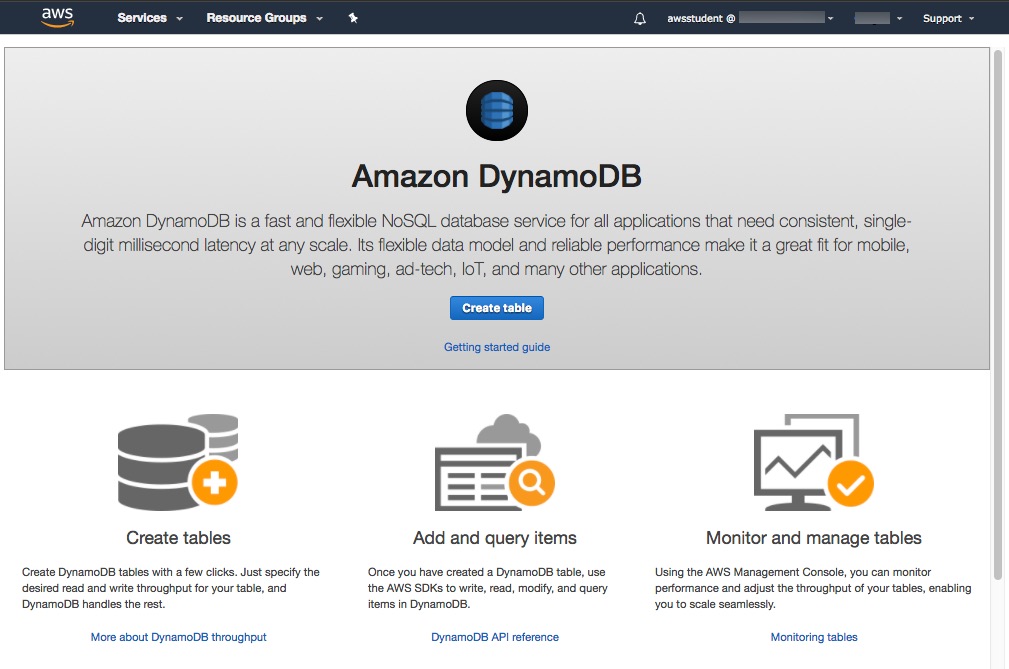 aws
Services
Resource Groups
awsstudent @
Support
Amazon DynamoDB
Amazon DynamoDB is a fast and flexible NoSQL database service for all applications that need consistent, single-
digit millisecond latency at any scale. Its flexible data model and reliable performance make it a great fit for mobile,
web, gaming, ad-tech, IoT, and many other applications.
Create table
Getting started guide
Create tables
Create DynamoDB tables with a few clicks. Just specify the
desired read and write throughput for your table, and
DynamoDB handles the rest.
More about DynamoDB throughput
Add and query items
Once you have created a DynamoDB table, use
the AWS SDKs to write, read, modify, and query
items in DynamoDB.
DynamoDB API reference
Monitor and manage tables
Using the AWS Management Console, you can monitor
performance and adjust the throughput of your tables, enabling
you to scale seamlessly.
Monitoring tables